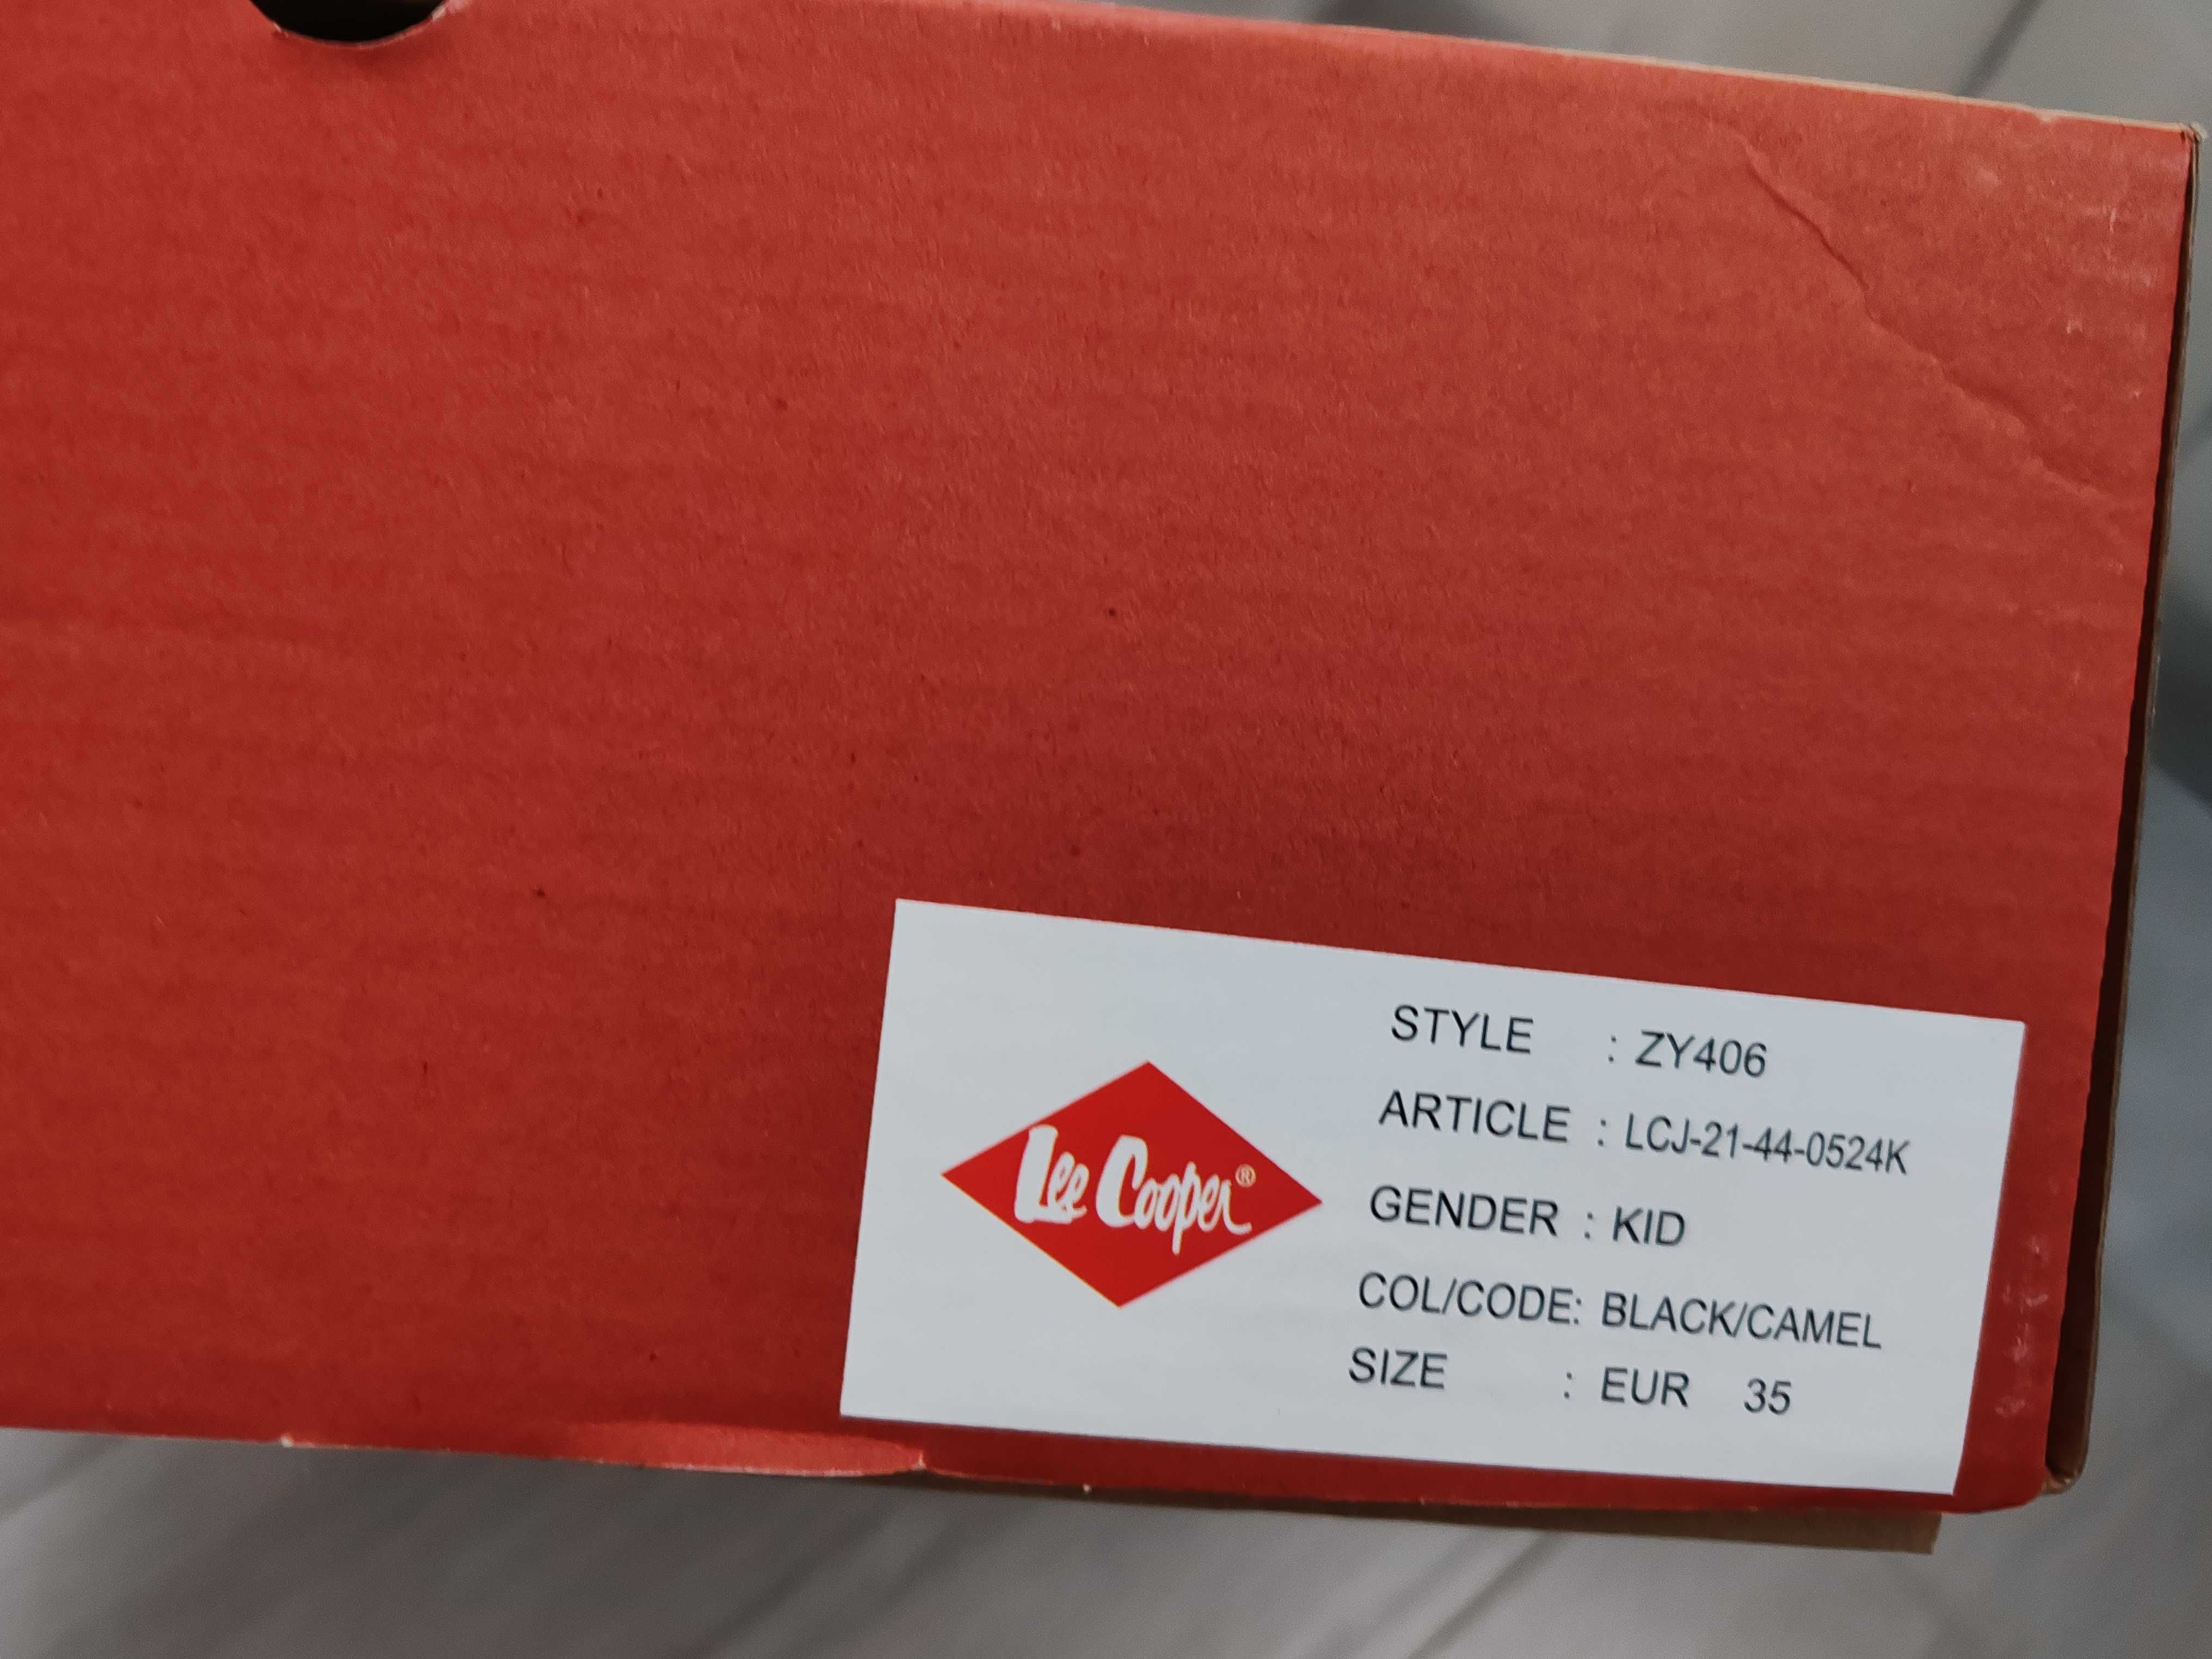 Lee Cooper®
STYLE : ZY406
ARTICLE : LCJ-21-44-0524K
GENDER : KID
COL/CODE: BLACK/CAMEL
SIZE : EUR 35